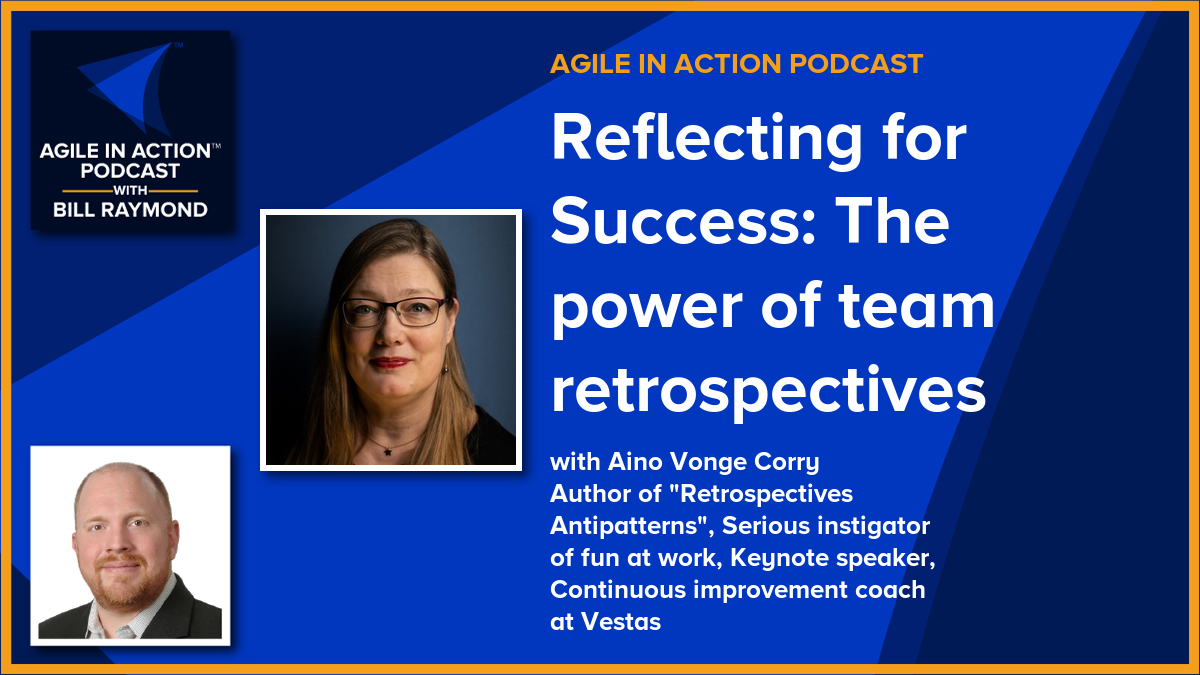 AGILE IN ACTION™
PODCAST
WITH
BILL RAYMOND
TM
AGILE IN ACTION PODCAST
Reflecting for
Success: The
power of team
retrospectives
with Aino Vonge Corry
Author of "Retrospectives
Antipatterns", Serious instigator
of fun at work, Keynote speaker,
Continuous improvement coach
at Vestas